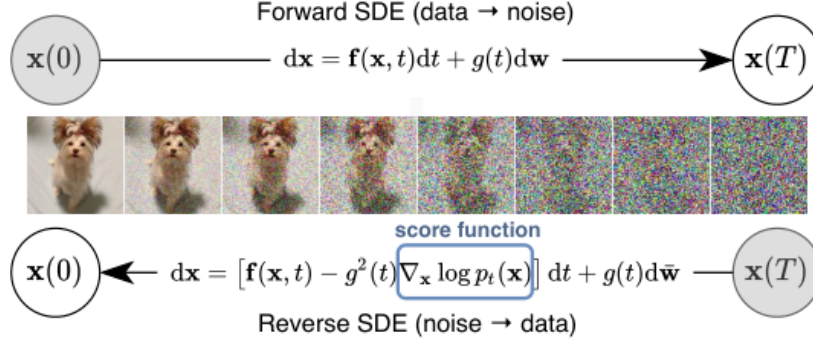 Forward SDE (data → noise)
x(0) dx = f(x, t)dt + g(t)dw x(T)
score function
x(0) dx = [f(x, t) − g²(t)∇ₓ log pₜ(x)] dt + g(t)dw̄ x(T)
Reverse SDE (noise → data)